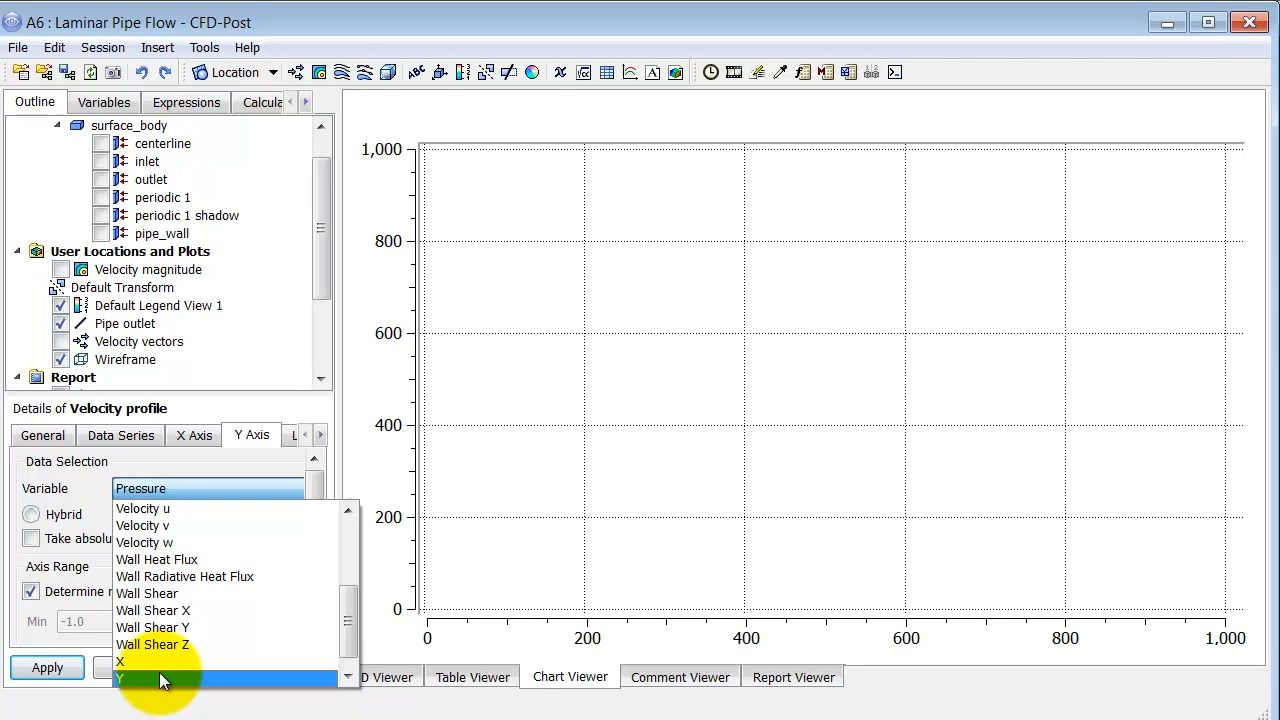 A6 : Laminar Pipe Flow - CFD-Post
File Edit Session Insert Tools Help
Location
Outline Variables Expressions Calcula
surface_body
centerline
inlet
outlet
periodic 1
periodic 1 shadow
pipe_wall
User Locations and Plots
Velocity magnitude
Default Transform
Default Legend View 1
Pipe outlet
Velocity vectors
Wireframe
Report
Details of Velocity profile
General Data Series X Axis Y Axis L
Data Selection
Variable Pressure
Hybrid
Take absolu
Axis Range
Determine r
Min -1.0
Velocity u
Velocity v
Velocity w
Wall Heat Flux
Wall Radiative Heat Flux
Wall Shear
Wall Shear X
Wall Shear Y
Wall Shear Z
X
Y
Apply
1,000
800
600
400
200
0
0 200 400 600 800 1,000
D Viewer Table Viewer Chart Viewer Comment Viewer Report Viewer